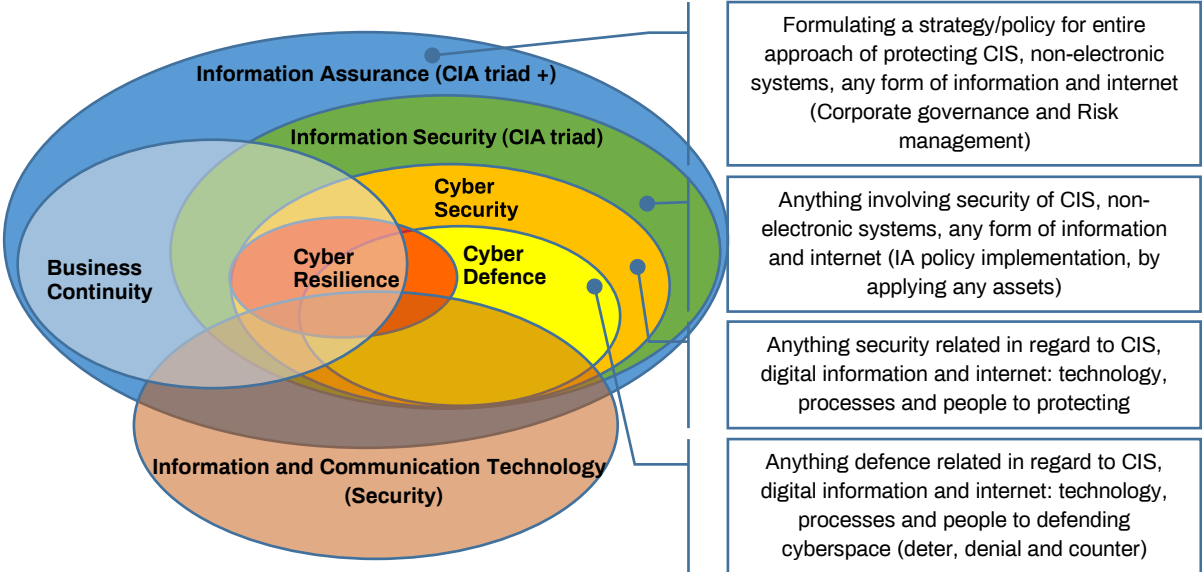 Information Assurance (CIA triad +)
Information Security (CIA triad)
Cyber
Security
Cyber
Resilience
Cyber
Defence
Business
Continuity
Information and Communication Technology
(Security)
Formulating a strategy/policy for entire
approach of protecting CIS, non-electronic
systems, any form of information and internet
(Corporate governance and Risk
management)
Anything involving security of CIS, non-
electronic systems, any form of information
and internet (IA policy implementation, by
applying any assets)
Anything security related in regard to CIS,
digital information and internet: technology,
processes and people to protecting
Anything defence related in regard to CIS,
digital information and internet: technology,
processes and people to defending
cyberspace (deter, denial and counter)